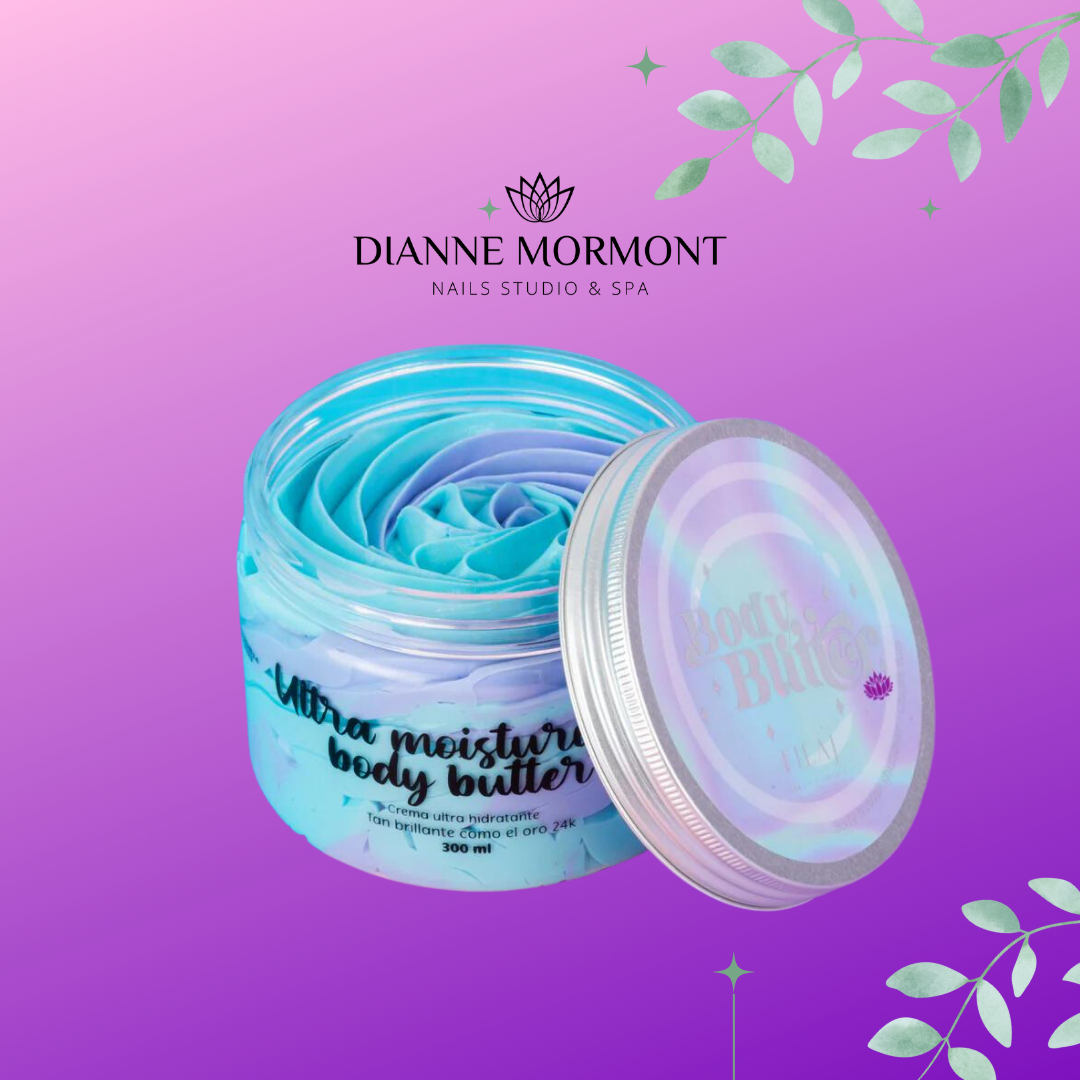 DIANNE MORMONT
NAILS STUDIO & SPA
Ultra moisture
body butter
Crema ultra hidratante
Tan brillante como el oro 24k
300 ml
Body
Butter